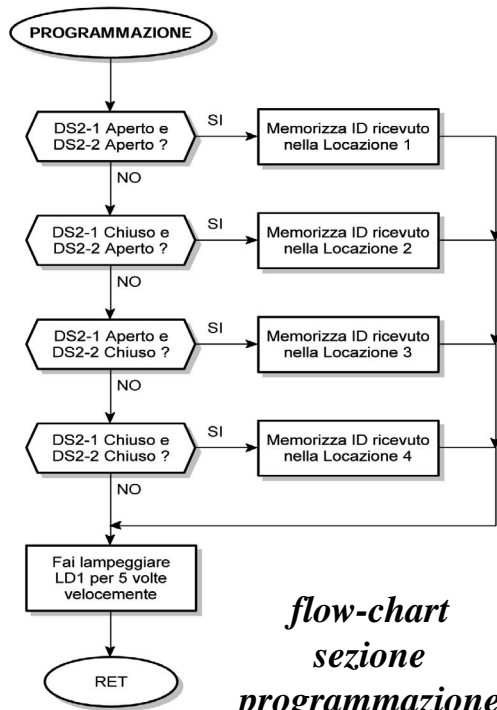 PROGRAMMAZIONE
DS2-1 Aperto e
DS2-2 Aperto ?
SI
Memorizza ID ricevuto
nella Locazione 1
NO
DS2-1 Chiuso e
DS2-2 Aperto ?
SI
Memorizza ID ricevuto
nella Locazione 2
NO
DS2-1 Aperto e
DS2-2 Chiuso ?
SI
Memorizza ID ricevuto
nella Locazione 3
NO
DS2-1 Chiuso e
DS2-2 Chiuso ?
SI
Memorizza ID ricevuto
nella Locazione 4
NO
Fai lampeggiare
LD1 per 5 volte
velocemente
RET
flow-chart
sezione
programmazione